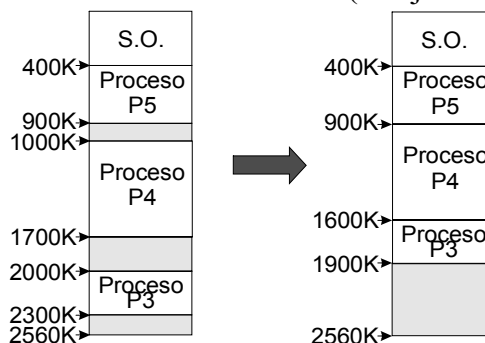 S.O.
400K
Proceso
P5
900K
1000K
Proceso
P4
1700K
2000K
Proceso
P3
2300K
2560K
S.O.
400K
Proceso
P5
900K
Proceso
P4
1600K
Proceso
P3
1900K
2560K